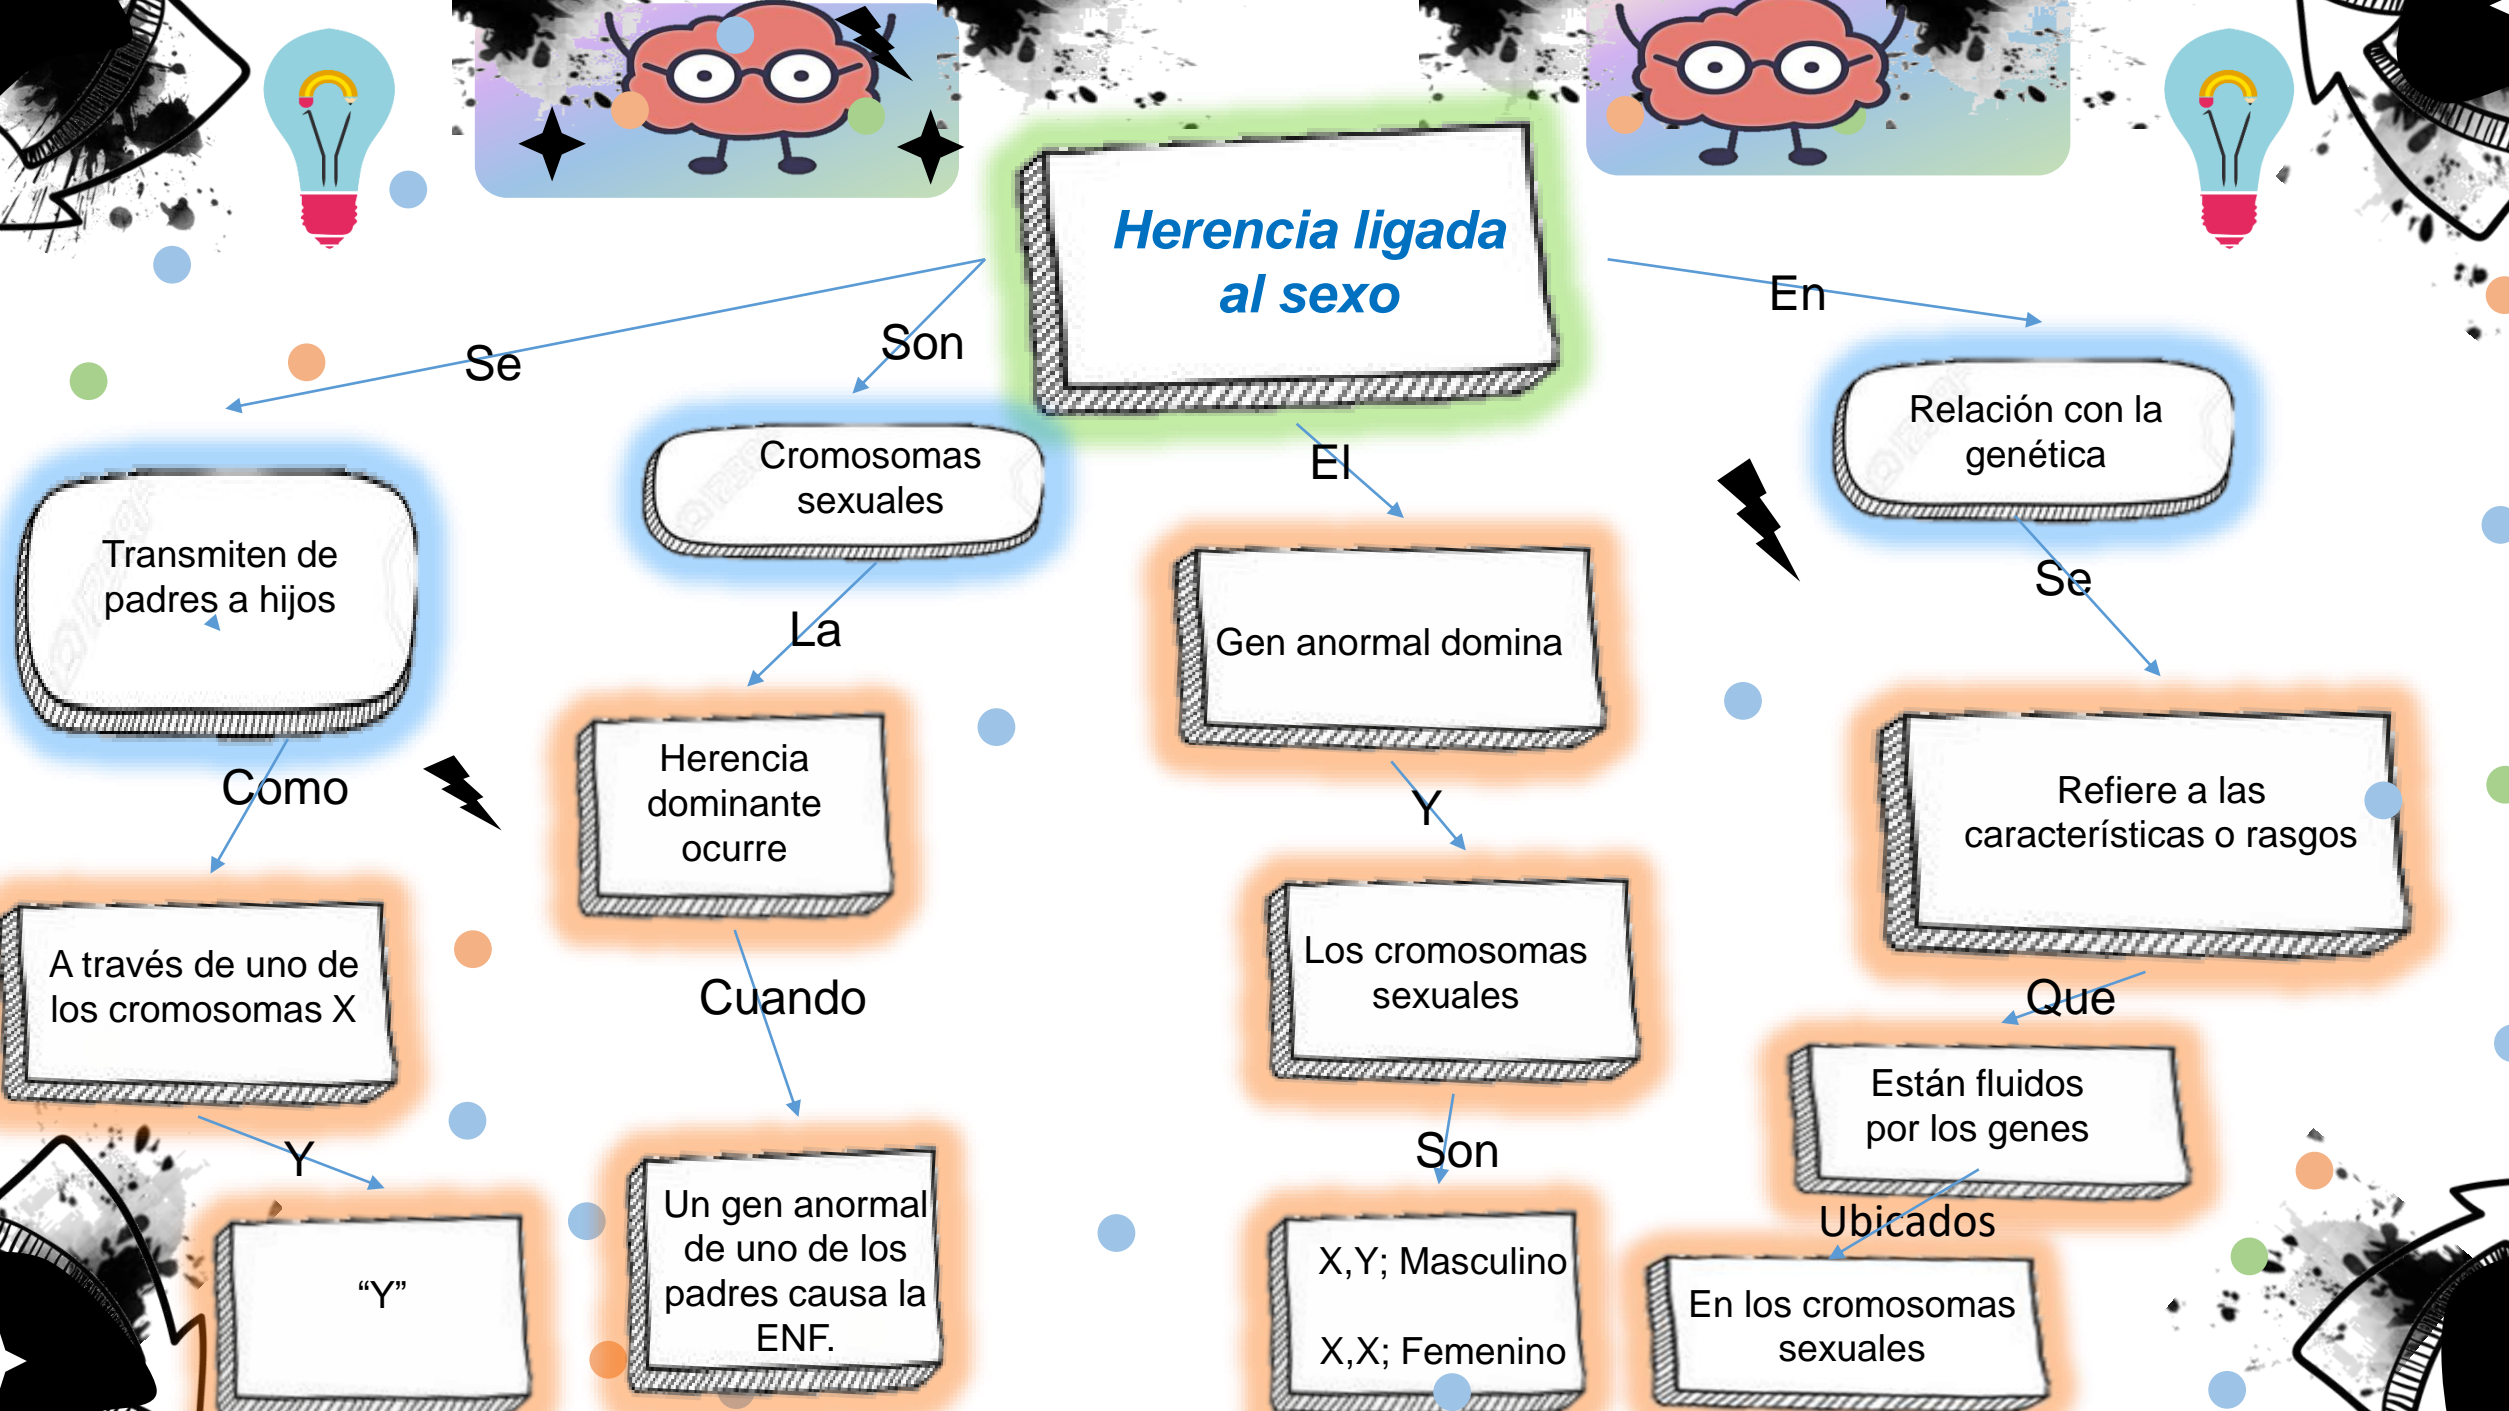 Herencia ligada
al sexo
Se
Transmiten de
padres a hijos
Como
A través de uno de
los cromosomas X
Y
“Y”
Son
Cromosomas
sexuales
La
Herencia
dominante
ocurre
Cuando
Un gen anormal
de uno de los
padres causa la
ENF.
El
Gen anormal domina
Y
Los cromosomas
sexuales
Son
X,Y; Masculino
X,X; Femenino
En
Relación con la
genética
Se
Refiere a las
características o rasgos
Que
Están fluidos
por los genes
Ubicados
En los cromosomas
sexuales